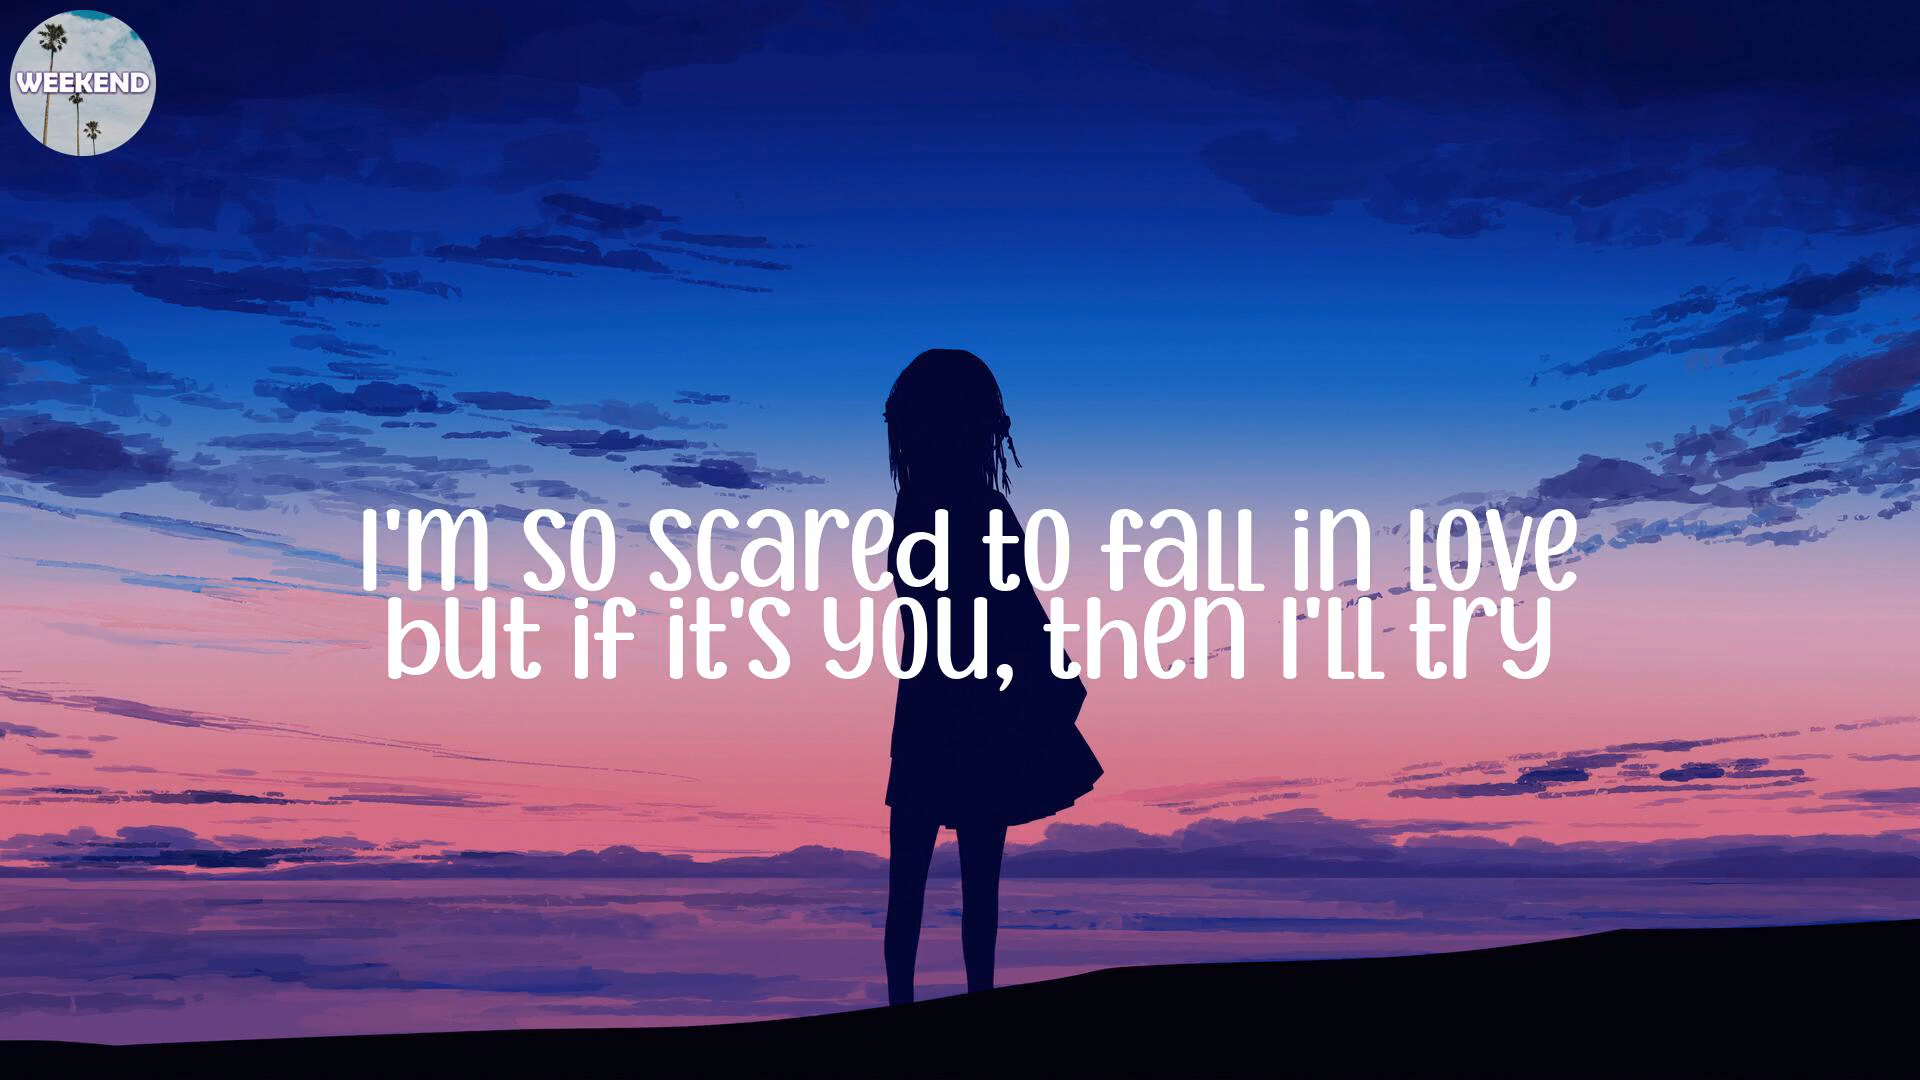 WEEKEND
I'm so scared to fall in love
but if it's you, then I'll try